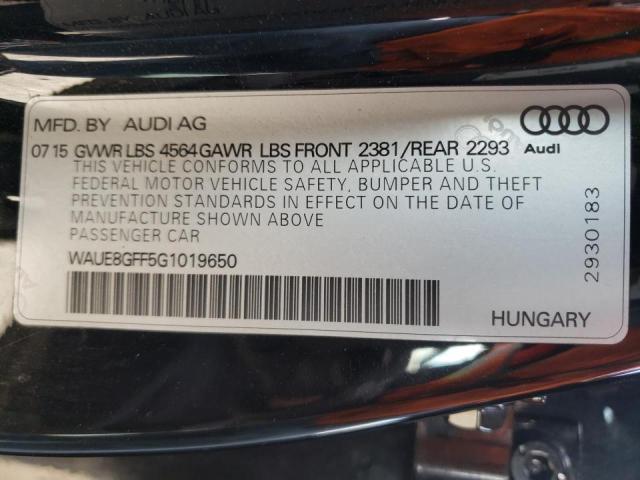 MFD. BY AUDI AG
07 15 GVWR LBS 4564 GAWR LBS FRONT 2381/REAR 2293
THIS VEHICLE CONFORMS TO ALL APPLICABLE U.S.
FEDERAL MOTOR VEHICLE SAFETY, BUMPER AND THEFT
PREVENTION STANDARDS IN EFFECT ON THE DATE OF
MANUFACTURE SHOWN ABOVE
PASSENGER CAR
WAUE8GFF5G1019650
Audi
2930183
HUNGARY